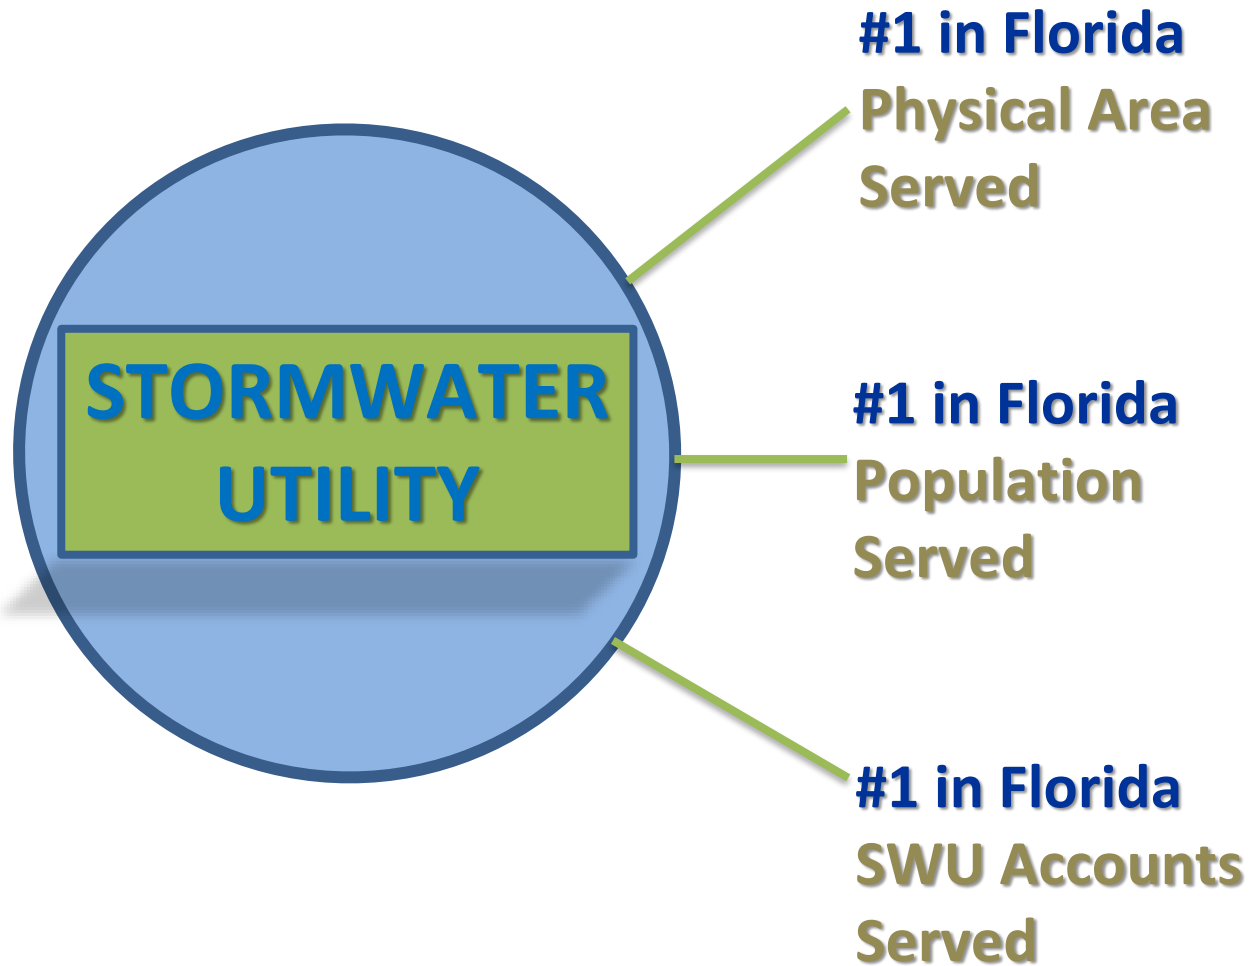 STORMWATER
UTILITY
#1 in Florida
Physical Area
Served
#1 in Florida
Population
Served
#1 in Florida
SWU Accounts
Served